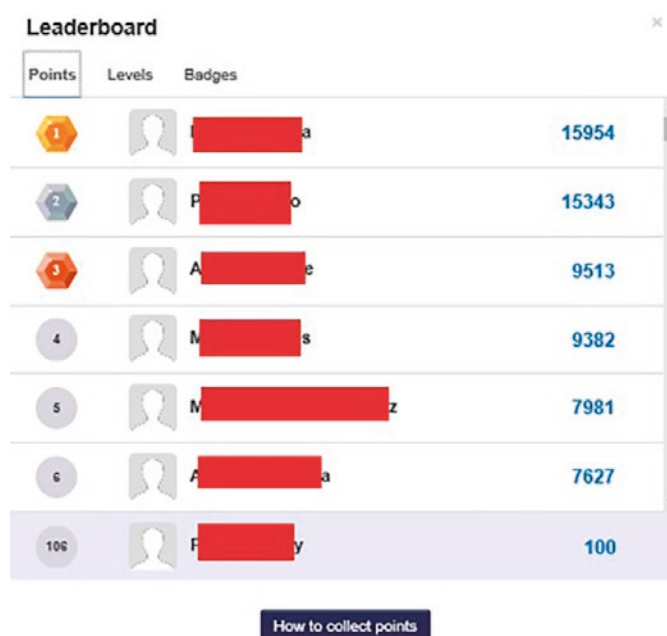 Leaderboard
Points Levels Badges
1 a 15954
2 P o 15343
3 A e 9513
4 M s 9382
5 M z 7981
6 A a 7627
106 y 100
How to collect points